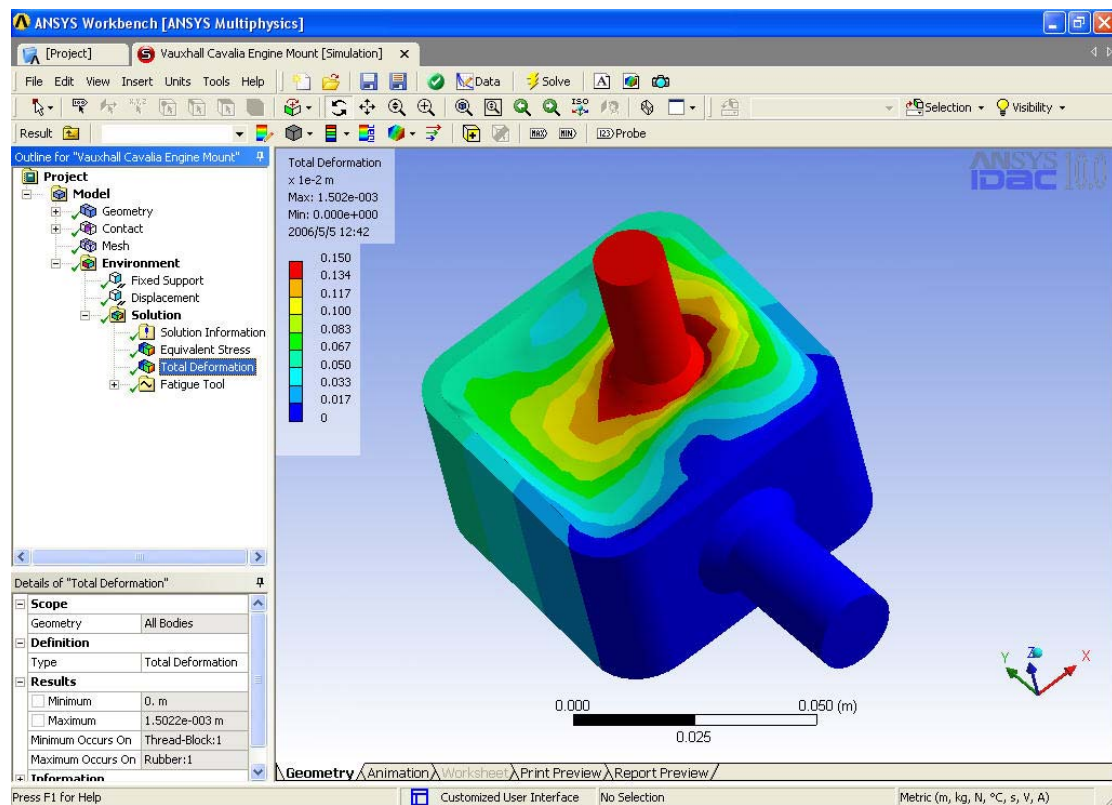 ANSYS Workbench [ANSYS Multiphysics]
[Project] Vauxhall Cavalia Engine Mount [Simulation]
File Edit View Insert Units Tools Help Data Solve A
ISO Selection Visibility
Result MAX MIN 123 Probe
Outline for "Vauxhall Cavalia Engine Mount"
Project
Model
Geometry
Contact
Mesh
Environment
Fixed Support
Displacement
Solution
Solution Information
Equivalent Stress
Total Deformation
Fatigue Tool
Details of "Total Deformation"
Scope
Geometry All Bodies
Definition
Type Total Deformation
Results
Minimum 0. m
Maximum 1.5022e-003 m
Minimum Occurs On Thread-Block:1
Maximum Occurs On Rubber:1
Information
Total Deformation
x 1e-2 m
Max: 1.502e-003
Min: 0.000e+000
2006/5/5 12:42
0.150
0.134
0.117
0.100
0.083
0.067
0.050
0.033
0.017
0
ANSYS
IDAC 10.0
Y Z X
0.000 0.050 (m)
0.025
Geometry Animation Worksheet Print Preview Report Preview
Press F1 for Help Customized User Interface No Selection Metric (m, kg, N, °C, s, V, A)